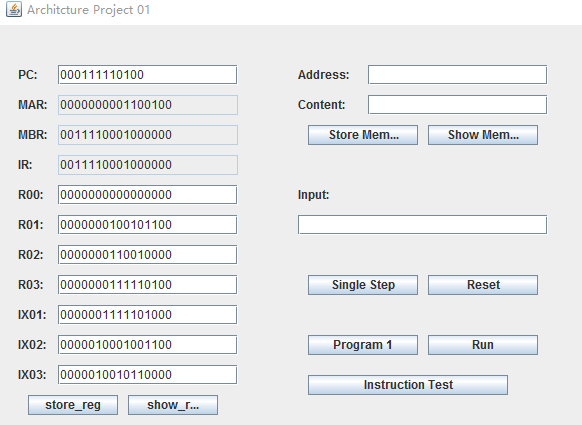 Architcture Project 01
PC: 000111110100
MAR: 0000000001100100
MBR: 0011110001000000
IR: 0011110001000000
R00: 0000000000000000
R01: 0000000100101100
R02: 0000000110010000
R03: 0000000111110100
IX01: 0000001111101000
IX02: 0000010001001100
IX03: 0000010010110000
store_reg show_r...
Address:
Content:
Store Mem... Show Mem...
Input:
Single Step Reset
Program 1 Run
Instruction Test